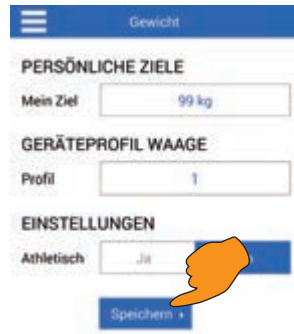 Gewicht
PERSÖNLICHE ZIELE
Mein Ziel 99 kg
GERÄTEPROFIL WAAGE
Profil 1
EINSTELLUNGEN
Athletisch Ja
Speichern